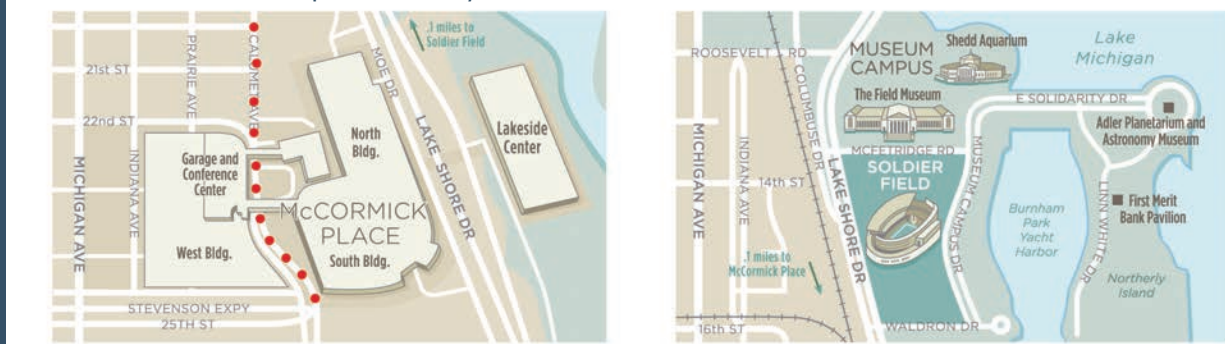 .1 miles to
Soldier Field
PRAIRIE AVE
CALUMET AVE
MOE DR
21st ST
22nd ST
North
Bldg.
Lakeside
Center
LAKE SHORE DR
Garage and
Conference
Center
MICHIGAN AVE
INDIANA AVE
McCORMICK
PLACE
West Bldg.
South Bldg.
STEVENSON EXPY
25TH ST
ROOSEVELT RD
MUSEUM
CAMPUS
Shedd Aquarium
Lake
Michigan
COLUMBUSE DR
The Field Museum
E SOLIDARITY DR
Adler Planetarium and
Astronomy Museum
MICHIGAN AVE
INDIANA AVE
MCFETRIDGE RD
SOLDIER
FIELD
14th ST
LAKE SHORE DR
MUSEUM CAMPUS DR
Burnham
Park
Yacht
Harbor
LINN WHITE DR
First Merit
Bank Pavilion
.1 miles to
McCormick Place
Northerly
Island
16th ST
WALDRON DR